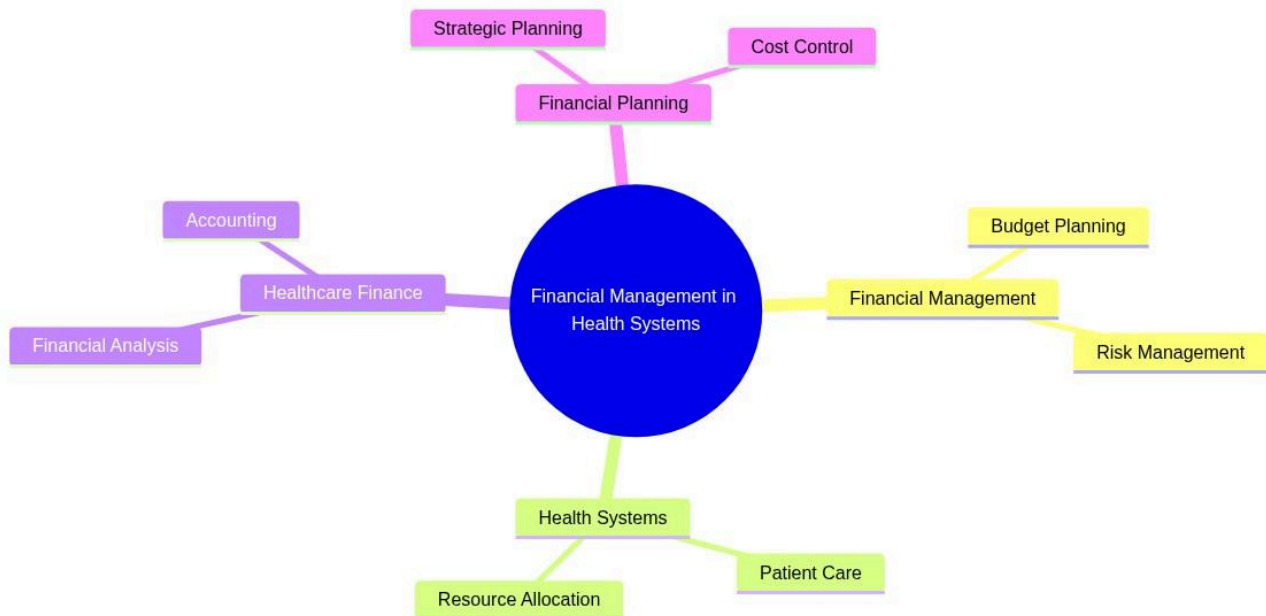 Strategic Planning
Cost Control
Financial Planning
Accounting
Budget Planning
Healthcare Finance
Financial Management in
Health Systems
Financial Management
Financial Analysis
Risk Management
Health Systems
Patient Care
Resource Allocation